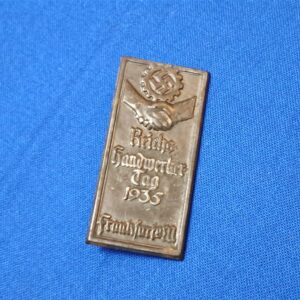 Reichs
Handwerker
Tag
1935
Frankfurt a/M